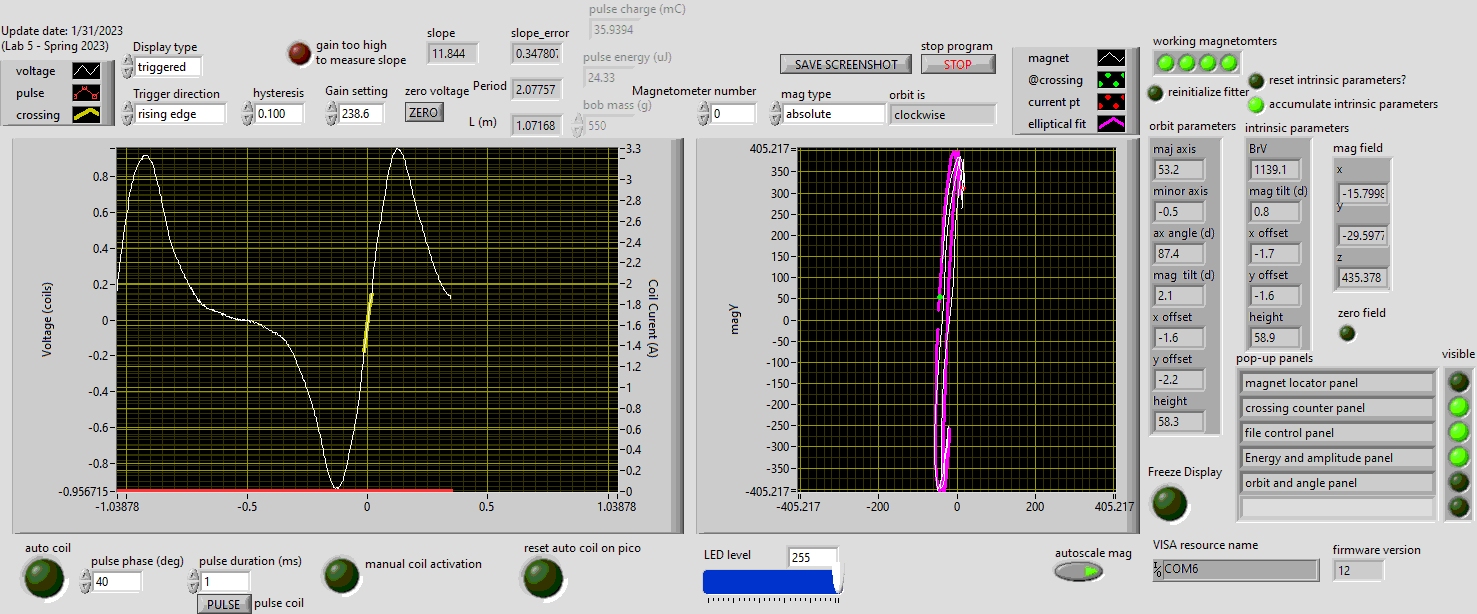 Update date: 1/31/2023
(Lab 5 - Spring 2023)
voltage
pulse
crossing
Display type
triggered
Trigger direction
rising edge
hysteresis
0.100
gain too high
to measure slope
Gain setting
238.6
zero voltage
ZERO
slope
11.844
slope_error
0.347807
Period
2.07757
L (m)
1.07168
pulse charge (mC)
35.9394
pulse energy (uJ)
24.33
bob mass (g)
550
Magnetometer number
0
SAVE SCREENSHOT
stop program
STOP
mag type
absolute
orbit is
clockwise
magnet
@crossing
current pt
elliptical fit
working magnetomters
reinitialize fitter
reset intrinsic parameters?
accumulate intrinsic parameters
orbit parameters
maj axis
53.2
minor axis
-0.5
ax angle (d)
87.4
mag tilt (d)
2.1
x offset
-1.6
y offset
-2.2
height
58.3
intrinsic parameters
BrV
1139.1
mag tilt (d)
0.8
x offset
-1.7
y offset
-1.6
height
58.9
mag field
x
-15.7998
y
-29.5977
z
435.378
zero field
pop-up panels
visible
magnet locator panel
crossing counter panel
file control panel
Energy and amplitude panel
orbit and angle panel
Freeze Display
Voltage (coils)
0.8
0.6
0.4
0.2
0
-0.2
-0.4
-0.6
-0.8
-0.956715
-1.03878
-0.5
0
0.5
1.03878
3.3
3
2.8
2.6
2.4
2.2
2
1.8
1.6
1.4
1.2
1
0.8
0.6
0.4
0.2
0
Coil Curent (A)
magy
405.217
350
300
250
200
150
100
50
0
-50
-100
-150
-200
-250
-300
-350
-405.217
-405.217
-200
0
200
405.217
auto coil
pulse phase (deg)
40
pulse duration (ms)
1
PULSE
pulse coil
manual coil activation
reset auto coil on pico
LED level
255
autoscale mag
VISA resource name
COM6
firmware version
12